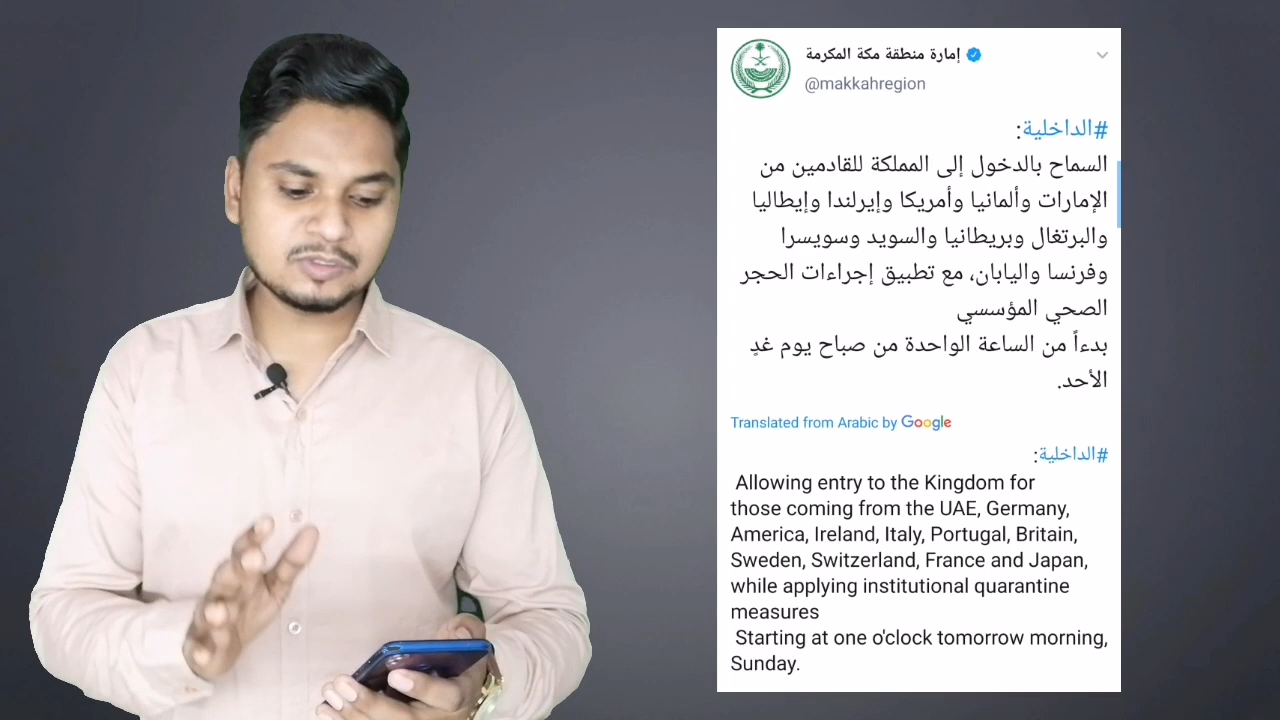 إمارة منطقة مكة المكرمة
@makkahregion
#الداخلية:
السماح بالدخول إلى المملكة للقادمين من
الإمارات وألمانيا وأمريكا وإيرلندا وإيطاليا
والبرتغال وبريطانيا والسويد وسويسرا
وفرنسا واليابان، مع تطبيق إجراءات الحجر
الصحي المؤسسي
بدءاً من الساعة الواحدة من صباح يوم غدٍ
الأحد.
Translated from Arabic by Google
#الداخلية:
Allowing entry to the Kingdom for
those coming from the UAE, Germany,
America, Ireland, Italy, Portugal, Britain,
Sweden, Switzerland, France and Japan,
while applying institutional quarantine
measures
Starting at one o'clock tomorrow morning,
Sunday.